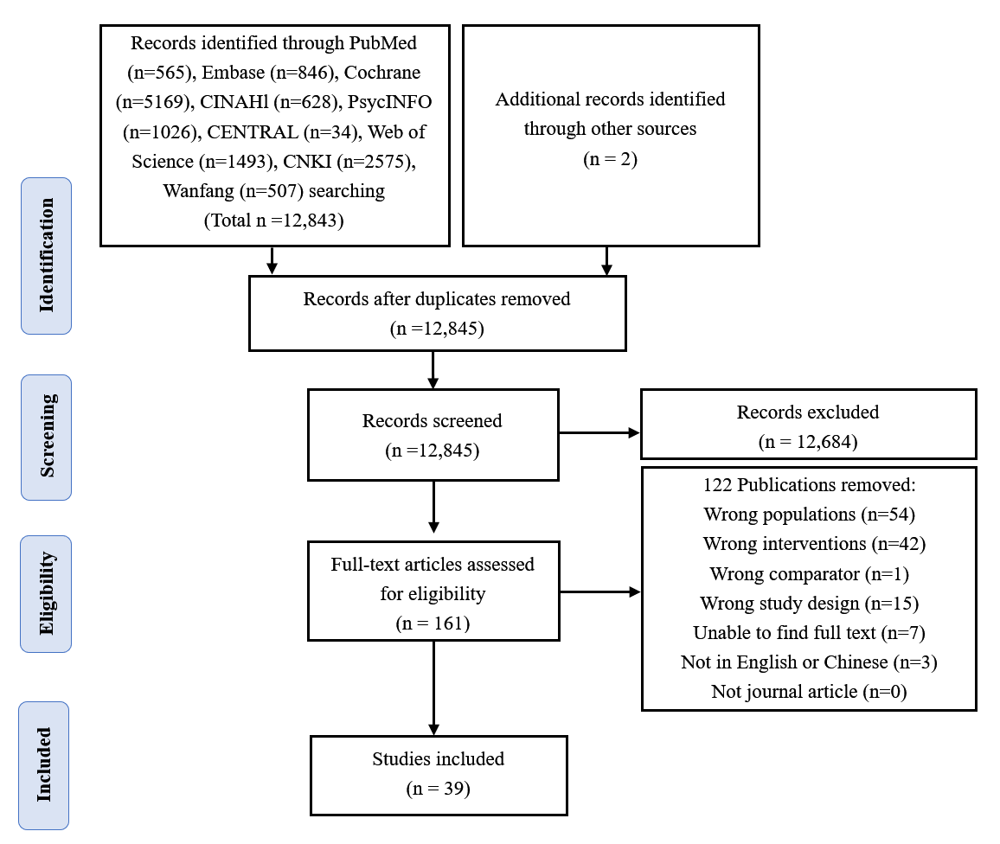 Records identified through PubMed
(n=565), Embase (n=846), Cochrane
(n=5169), CINAHl (n=628), PsycINFO
(n=1026), CENTRAL (n=34), Web of
Science (n=1493), CNKI (n=2575),
Wanfang (n=507) searching
(Total n =12,843)
Additional records identified
through other sources
(n = 2)
Identification
Records after duplicates removed
(n =12,845)
Screening
Records screened
(n =12,845)
Records excluded
(n = 12,684)
Eligibility
Full-text articles assessed
for eligibility
(n = 161)
122 Publications removed:
Wrong populations (n=54)
Wrong interventions (n=42)
Wrong comparator (n=1)
Wrong study design (n=15)
Unable to find full text (n=7)
Not in English or Chinese (n=3)
Not journal article (n=0)
Included
Studies included
(n = 39)